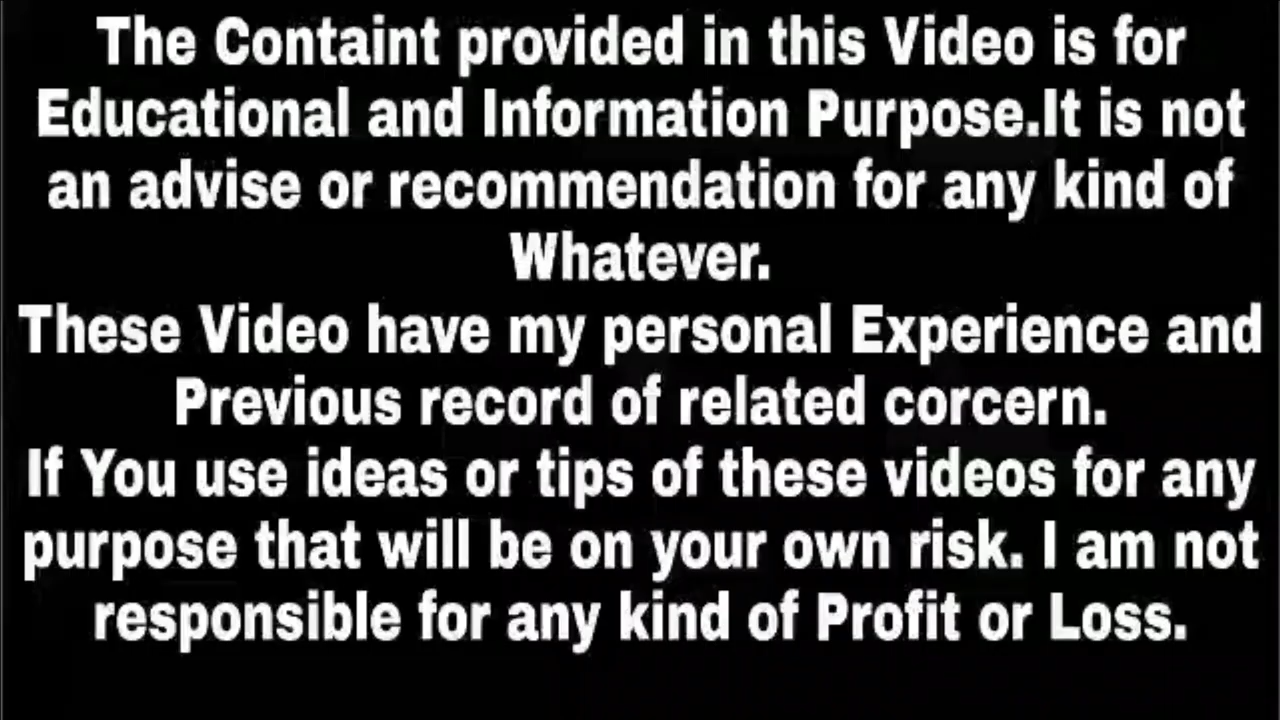 The Containt provided in this Video is for
Educational and Information Purpose.It is not
an advise or recommendation for any kind of
Whatever.
These Video have my personal Experience and
Previous record of related corcern.
If You use ideas or tips of these videos for any
purpose that will be on your own risk. I am not
responsible for any kind of Profit or Loss.